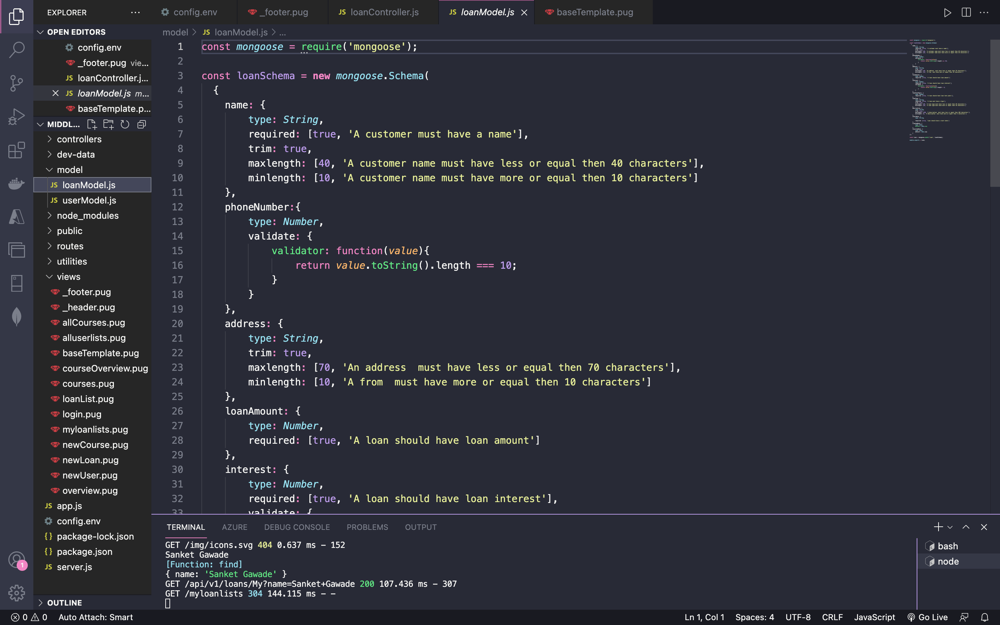 EXPLORER
config.env
_footer.pug
JS loanController.js
JS loanModel.js
baseTemplate.pug
OPEN EDITORS
config.env
_footer.pug vie...
JS loanController.j...
JS loanModel.js m...
baseTemplate.p...
MIDDL...
controllers
dev-data
model
JS loanModel.js
JS userModel.js
node_modules
public
routes
utilities
views
_footer.pug
_header.pug
allCourses.pug
alluserlists.pug
baseTemplate.pug
courseOverview.pug
courses.pug
loanList.pug
login.pug
myloanlists.pug
newCourse.pug
newLoan.pug
newUser.pug
overview.pug
JS app.js
config.env
{} package-lock.json
{} package.json
JS server.js
OUTLINE
1
model > JS loanModel.js > ...
1 const mongoose = require('mongoose');
2
3 const loanSchema = new mongoose.Schema(
4 {
5 name: {
6 type: String,
7 required: [true, 'A customer must have a name'],
8 trim: true,
9 maxlength: [40, 'A customer name must have less or equal then 40 characters'],
10 minlength: [10, 'A customer name must have more or equal then 10 characters']
11 },
12 phoneNumber:{
13 type: Number,
14 validate: {
15 validator: function(value){
16 return value.toString().length === 10;
17 }
18 }
19 },
20 address: {
21 type: String,
22 trim: true,
23 maxlength: [70, 'An address  must have less or equal then 70 characters'],
24 minlength: [10, 'A from  must have more or equal then 10 characters']
25 },
26 loanAmount: {
27 type: Number,
28 required: [true, 'A loan should have loan amount']
29 },
30 interest: {
31 type: Number,
32 required: [true, 'A loan should have loan interest'],
33 validate: {
TERMINAL AZURE DEBUG CONSOLE PROBLEMS OUTPUT
GET /img/icons.svg 404 0.637 ms - 152
Sanket Gawade
[Function: find]
{ name: 'Sanket Gawade' }
GET /api/v1/loans/My?name=Sanket+Gawade 200 107.436 ms - 307
GET /myloanlists 304 144.115 ms - -
bash
node
0 0 Auto Attach: Smart
Ln 1, Col 1 Spaces: 4 UTF-8 CRLF JavaScript Go Live